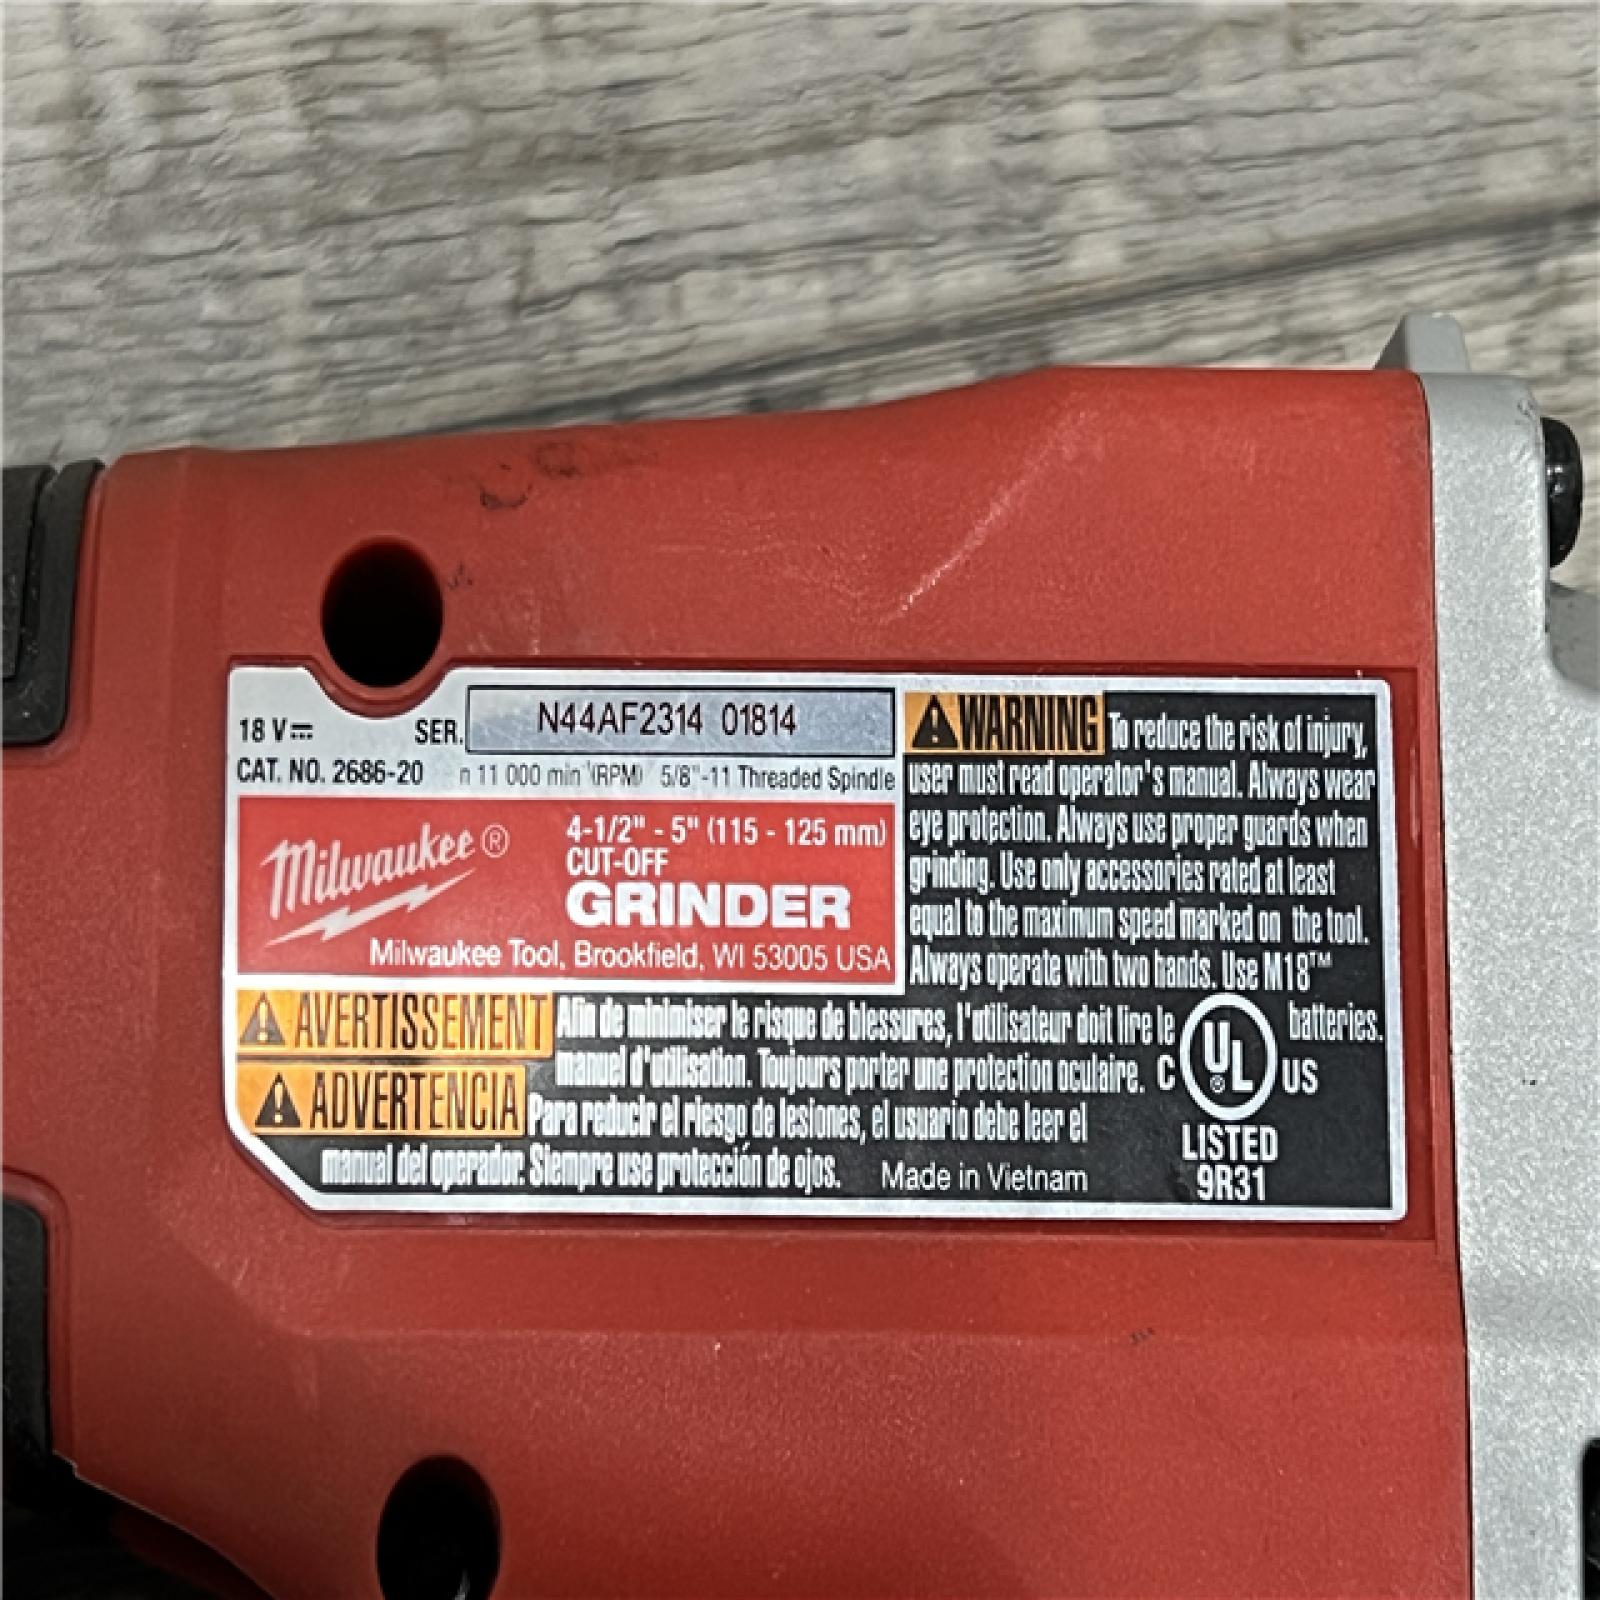 18 V⎓ SER. N44AF2314 01814
CAT. NO. 2686-20 n 11 000 min⁻¹(RPM) 5/8"-11 Threaded Spindle
Milwaukee®
4-1/2" - 5" (115 - 125 mm)
CUT-OFF
GRINDER
Milwaukee Tool, Brookfield, WI 53005 USA
⚠WARNING To reduce the risk of injury,
user must read operator's manual. Always wear
eye protection. Always use proper guards when
grinding. Use only accessories rated at least
equal to the maximum speed marked on the tool.
Always operate with two hands. Use M18™
batteries.
⚠AVERTISSEMENT Afin de minimiser le risque de blessures, l'utilisateur doit lire le
manuel d'utilisation. Toujours porter une protection oculaire.
⚠ADVERTENCIA Para reducir el riesgo de lesiones, el usuario debe leer el
manual del operador. Siempre use protección de ojos.
Made in Vietnam
C UL® US
LISTED
9R31